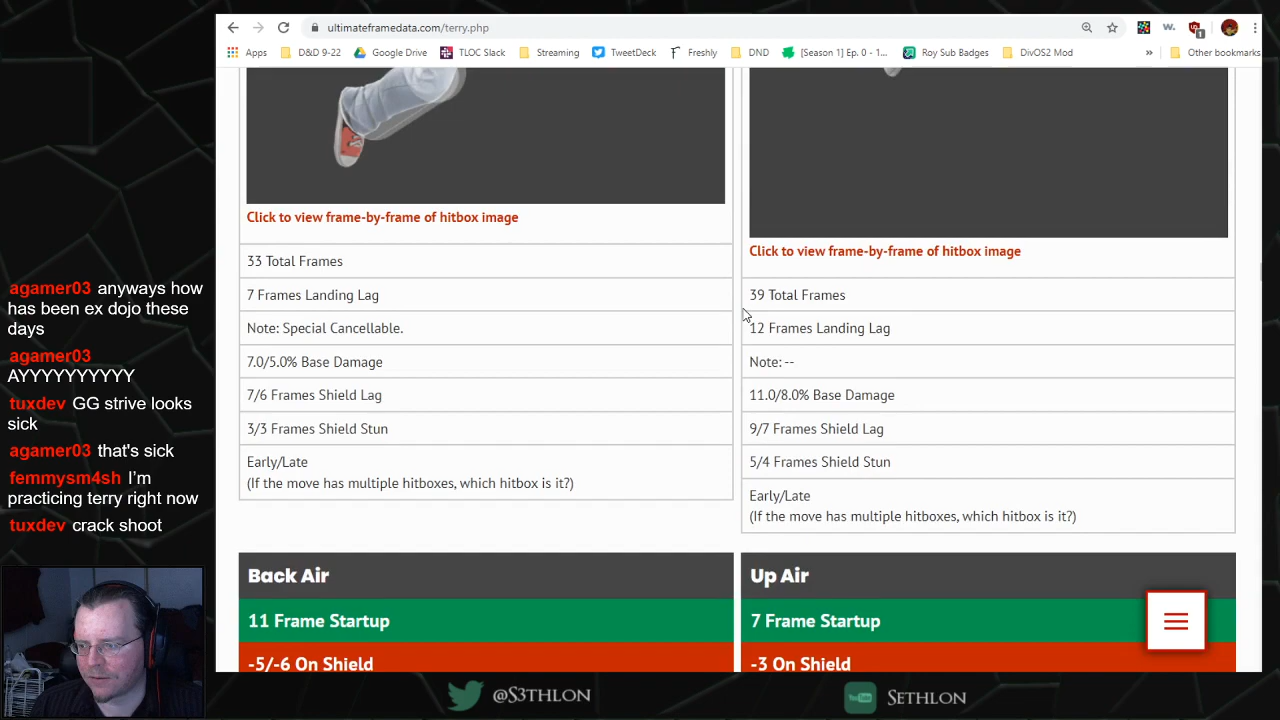 ultimateframedata.com/terry.php
Apps
D&D 9-22
Google Drive
TLOC Slack
Streaming
TweetDeck
Freshly
DND
[Season 1] Ep. 0 - 1...
Roy Sub Badges
DivOS2 Mod
»
Other bookmarks
Click to view frame-by-frame of hitbox image
33 Total Frames
7 Frames Landing Lag
Note: Special Cancellable.
7.0/5.0% Base Damage
7/6 Frames Shield Lag
3/3 Frames Shield Stun
Early/Late
(If the move has multiple hitboxes, which hitbox is it?)
Click to view frame-by-frame of hitbox image
39 Total Frames
12 Frames Landing Lag
Note: --
11.0/8.0% Base Damage
9/7 Frames Shield Lag
5/4 Frames Shield Stun
Early/Late
(If the move has multiple hitboxes, which hitbox is it?)
Back Air
11 Frame Startup
-5/-6 On Shield
Up Air
7 Frame Startup
-3 On Shield
agamer03 anyways how
has been ex dojo these
days
agamer03
AYYYYYYYYYY
tuxdev GG strive looks
sick
agamer03 that's sick
femmysm4sh I'm
practicing terry right now
tuxdev crack shoot
@S3THLON
SETHLON